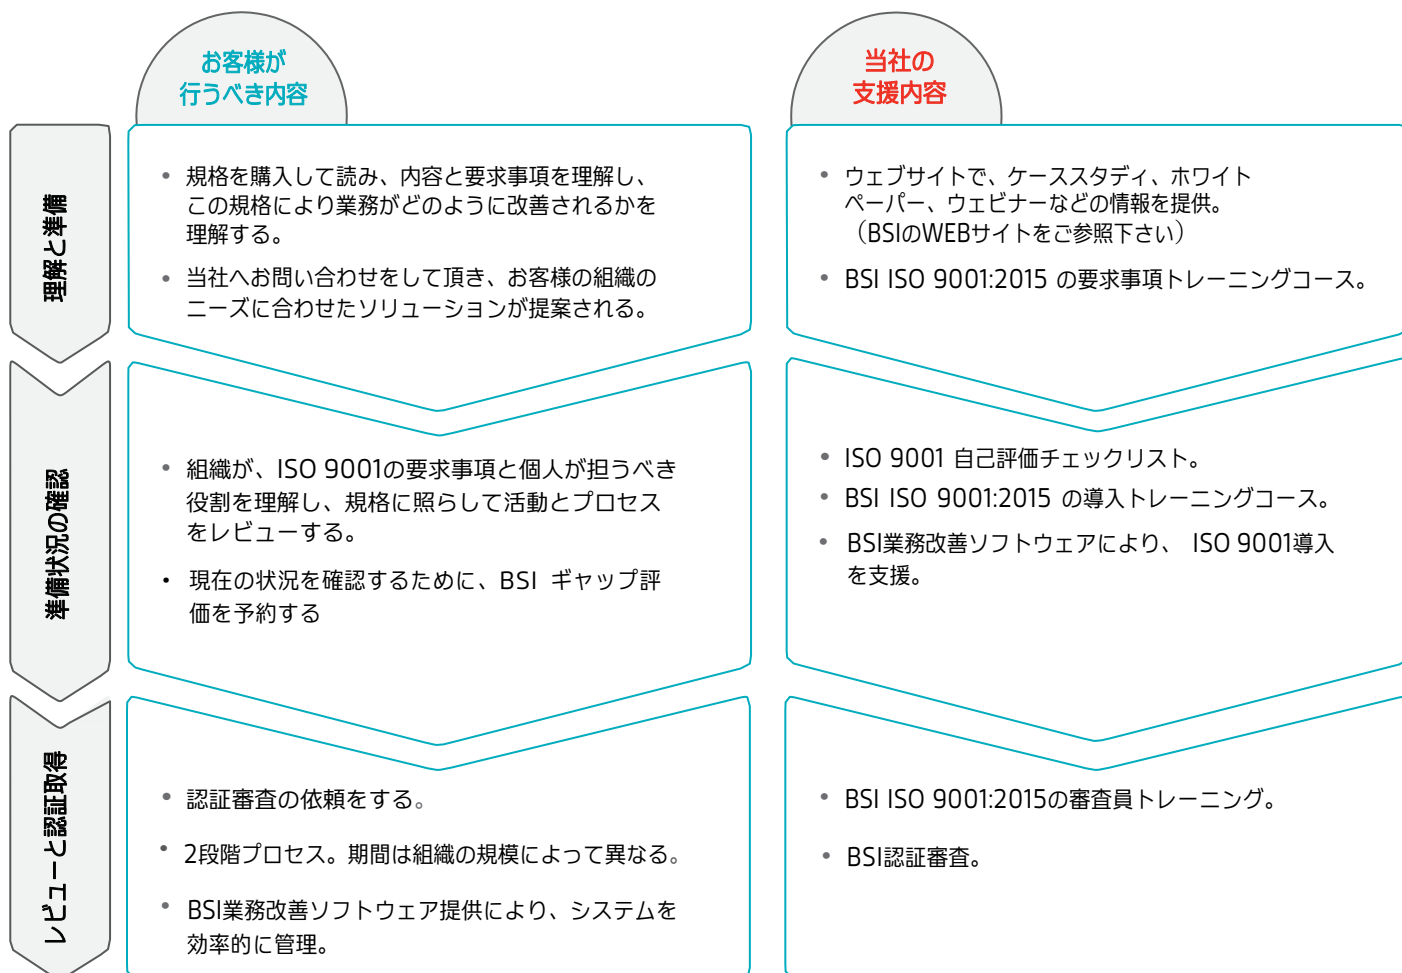 お客様が
行うべき内容
当社の
支援内容
理解と準備
• 規格を購入して読み、内容と要求事項を理解し、
この規格により業務がどのように改善されるかを
理解する。
• 当社へお問い合わせをして頂き、お客様の組織の
ニーズに合わせたソリューションが提案される。
• ウェブサイトで、ケーススタディ、ホワイト
ペーパー、ウェビナーなどの情報を提供。
（BSIのWEBサイトをご参照下さい）
• BSI ISO 9001:2015 の要求事項トレーニングコース。
準備状況の確認
• 組織が、ISO 9001の要求事項と個人が担うべき
役割を理解し、規格に照らして活動とプロセス
をレビューする。
• 現在の状況を確認するために、BSI ギャップ評
価を予約する
• ISO 9001 自己評価チェックリスト。
• BSI ISO 9001:2015 の導入トレーニングコース。
• BSI業務改善ソフトウェアにより、 ISO 9001導入
を支援。
レビューと認証取得
• 認証審査の依頼をする。
• 2段階プロセス。期間は組織の規模によって異なる。
• BSI業務改善ソフトウェア提供により、システムを
効率的に管理。
• BSI ISO 9001:2015の審査員トレーニング。
• BSI認証審査。